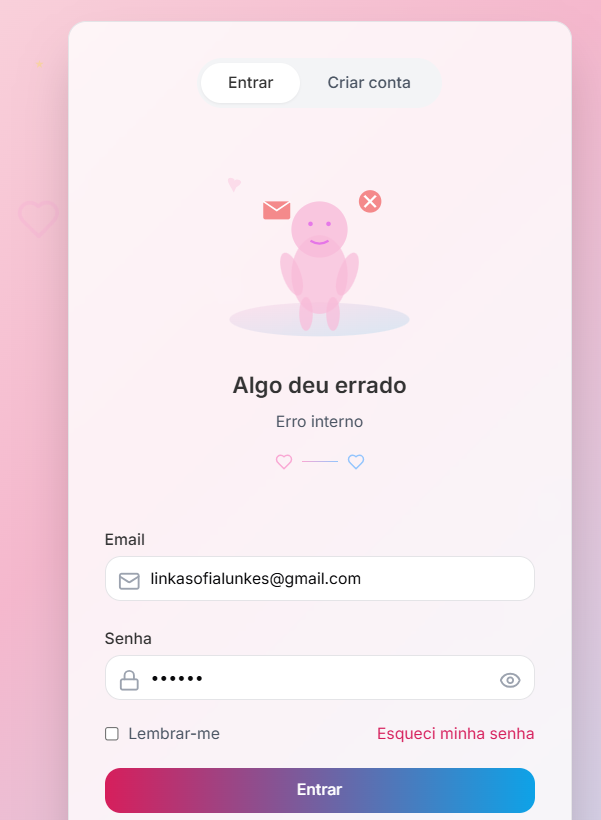 Entrar Criar conta
Algo deu errado
Erro interno
Email
linkasofialunkes@gmail.com
Senha
••••••
Lembrar-me Esqueci minha senha
Entrar